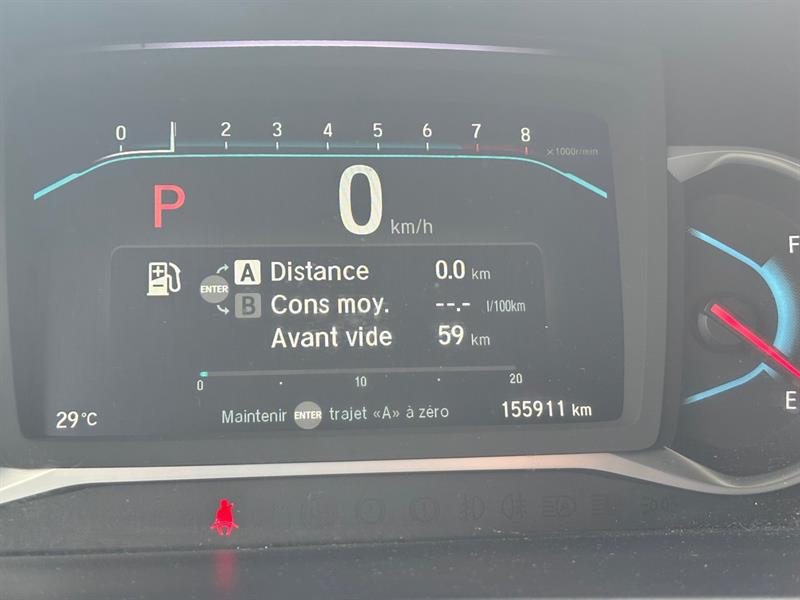 0 2 3 4 5 6 7 8
×1000r/min
P 0 km/h
F
A Distance 0.0 km
ENTER
B Cons moy. --.- l/100km
Avant vide 59 km
0 10 20
E
29°C Maintenir ENTER trajet «A» à zéro 155911 km